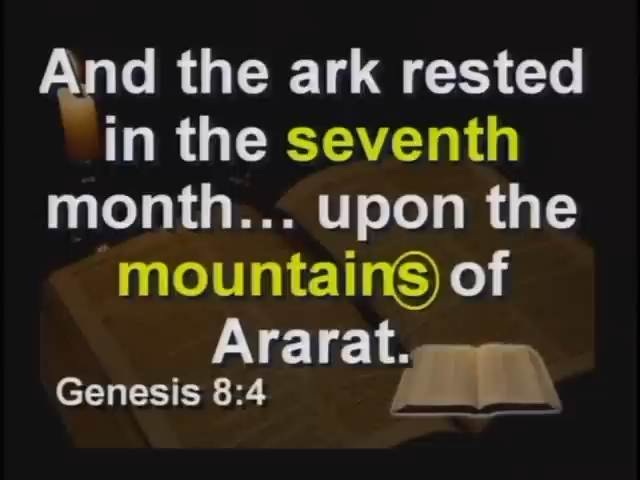 And the ark rested
in the seventh
month… upon the
mountains of
Ararat.
Genesis 8:4